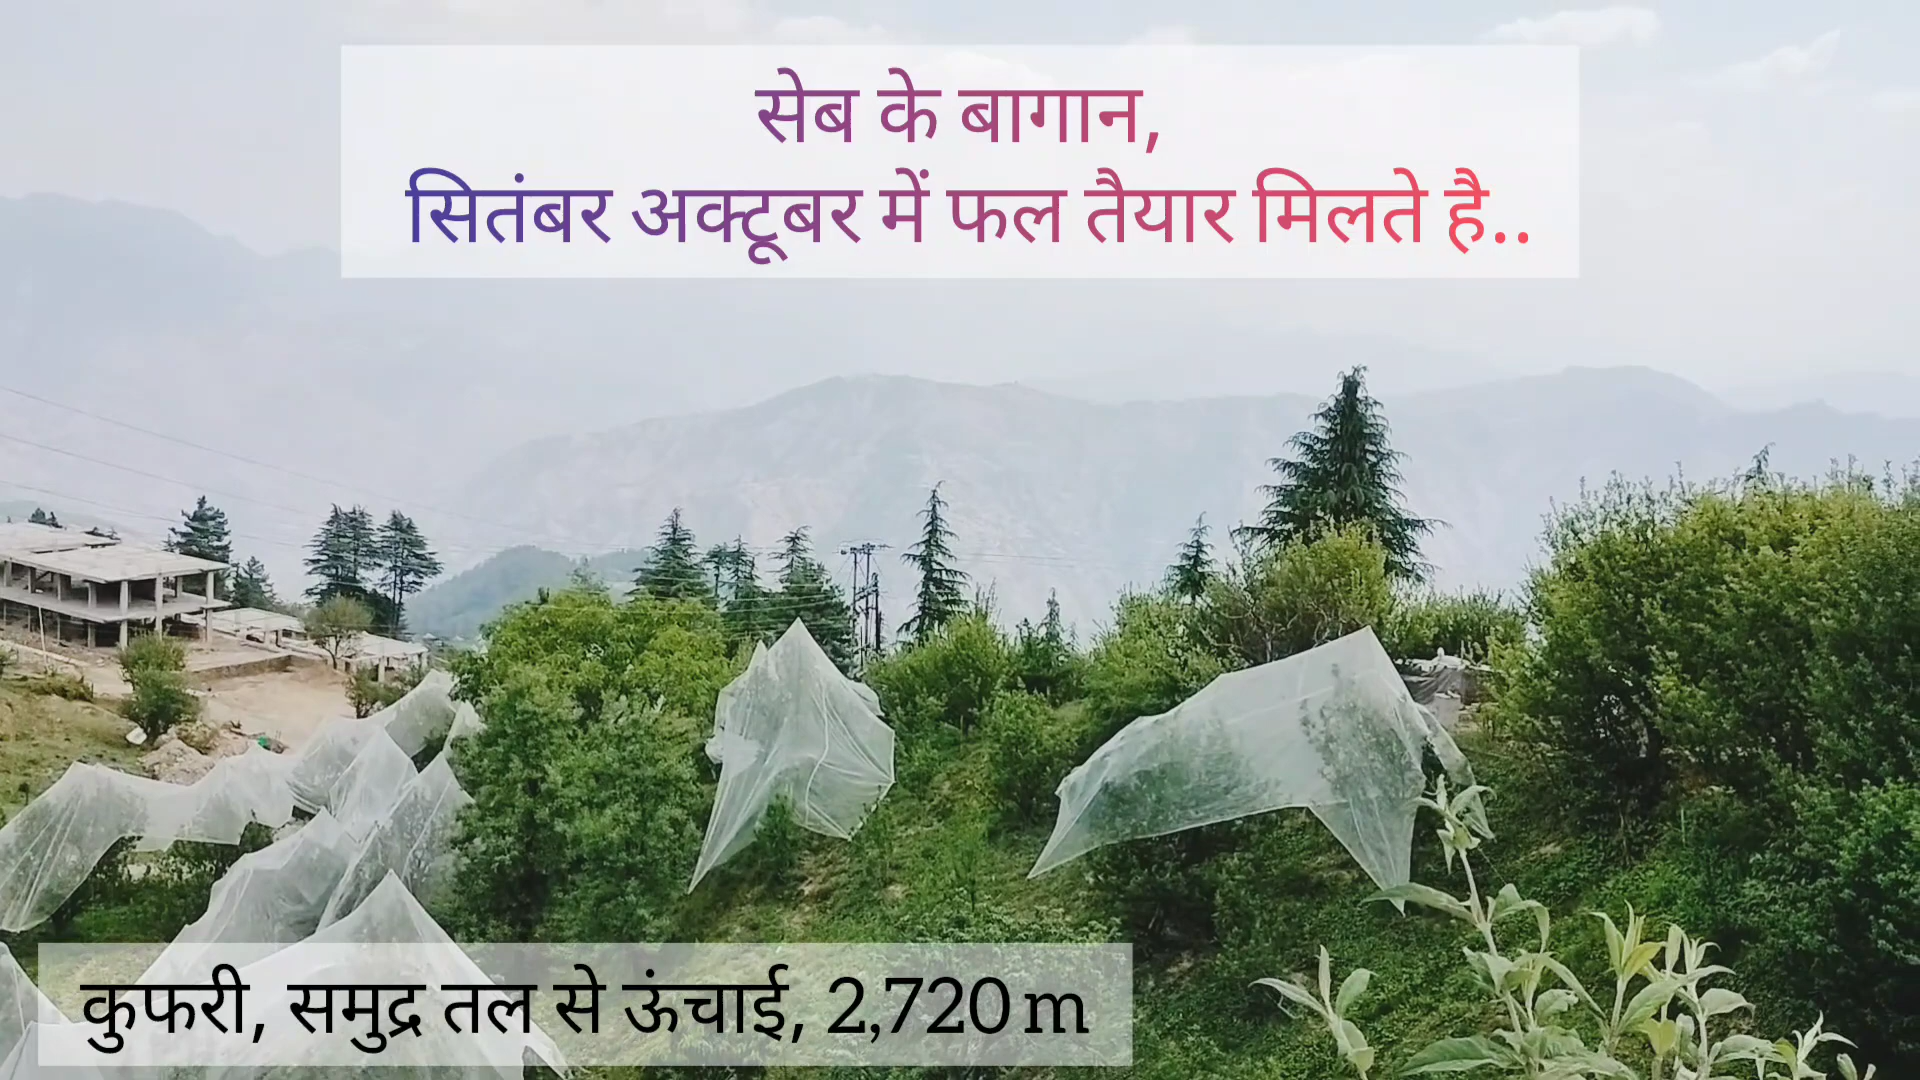 सेब के बागान,
सितंबर अक्टूबर में फल तैयार मिलते है..
कुफरी, समुद्र तल से ऊंचाई, 2,720 m